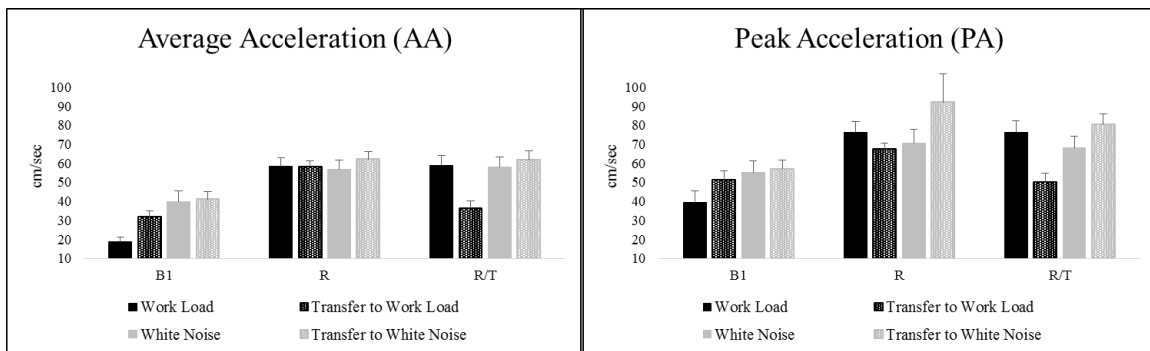 Average Acceleration (AA)
100
90
80
70
60
50
40
30
20
10
cm/sec
B1
R
R/T
Work Load
Transfer to Work Load
White Noise
Transfer to White Noise
Peak Acceleration (PA)
100
90
80
70
60
50
40
30
20
10
cm/sec
B1
R
R/T
Work Load
Transfer to Work Load
White Noise
Transfer to White Noise